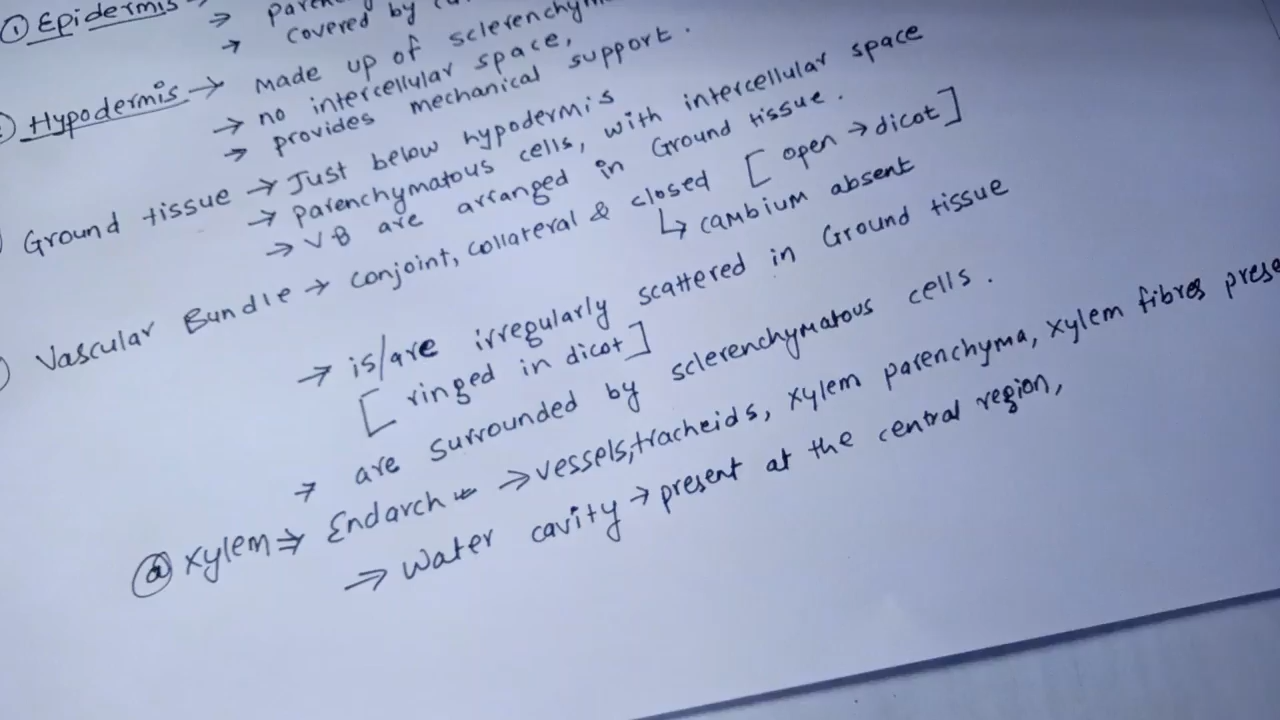 ① Epidermis →
→ covered by
Hypodermis → Made up of
→ no intercellular space,
→ provides mechanical support.
Ground tissue → Just below hypodermis
→ parenchymatous cells, with intercellular space
→ VB are arranged in Ground tissue.
Vascular Bundle → conjoint, collateral & closed [open → dicot]
↳ cambium absent
→ is/are irregularly scattered in Ground tissue
[ringed in dicot]
→ are surrounded by sclerenchymatous cells.
ⓐ xylem ⇒ Endarch → vessels, tracheids, xylem parenchyma, xylem fibres
⇒ water cavity → present at the central region,